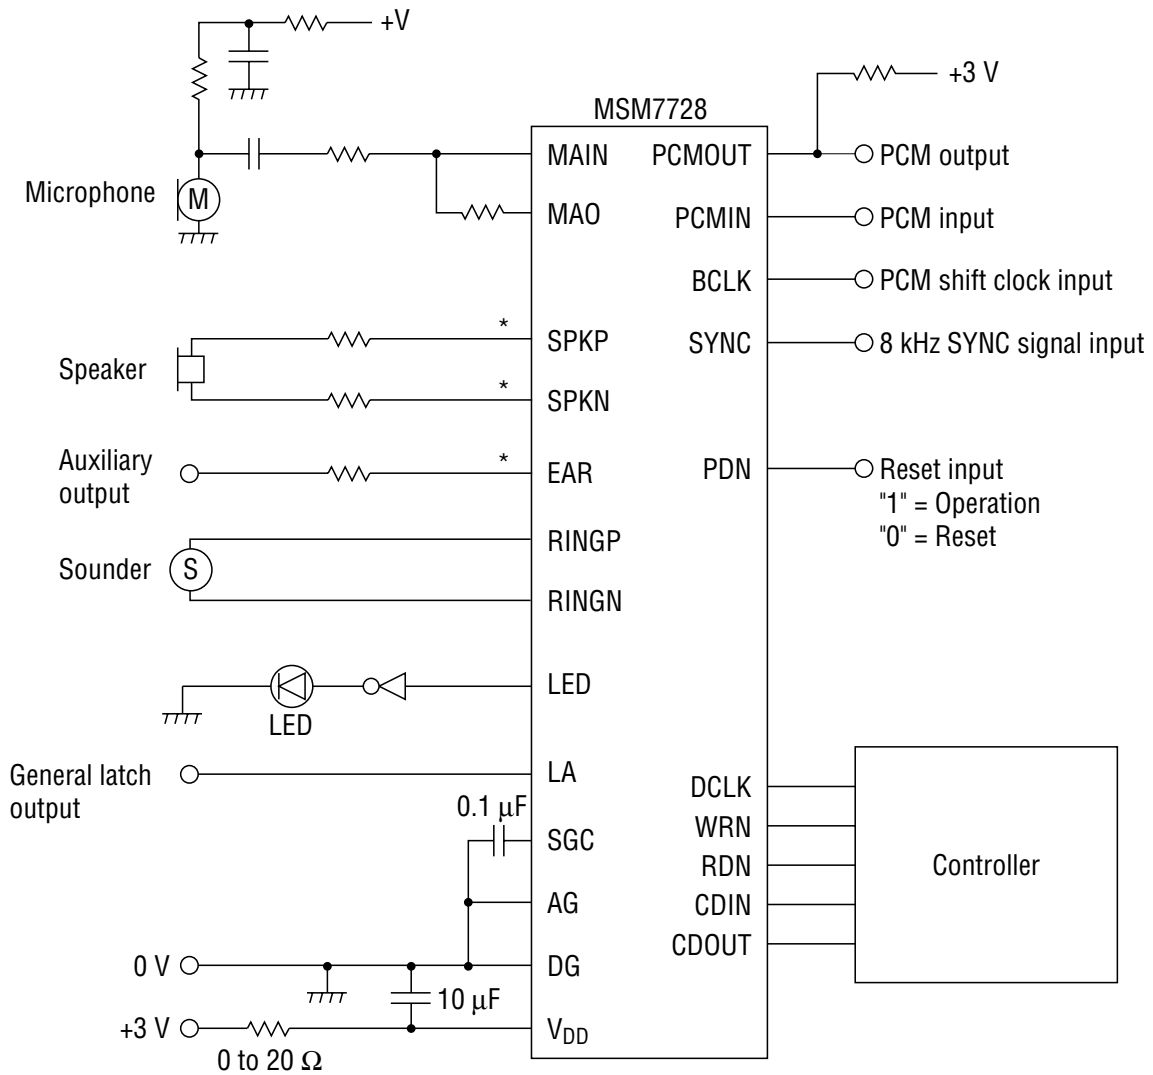 +V
+3 V
MSM7728
Microphone
M
MAIN
MAO
PCMOUT
PCM output
PCMIN
PCM input
BCLK
PCM shift clock input
Speaker
*
SPKP
*
SPKN
SYNC
8 kHz SYNC signal input
Auxiliary
output
*
EAR
PDN
Reset input
"1" = Operation
"0" = Reset
Sounder
S
RINGP
RINGN
LED
LED
General latch
output
LA
0.1 μF
SGC
AG
0 V
DG
10 μF
+3 V
VDD
0 to 20 Ω
DCLK
WRN
RDN
CDIN
CDOUT
Controller